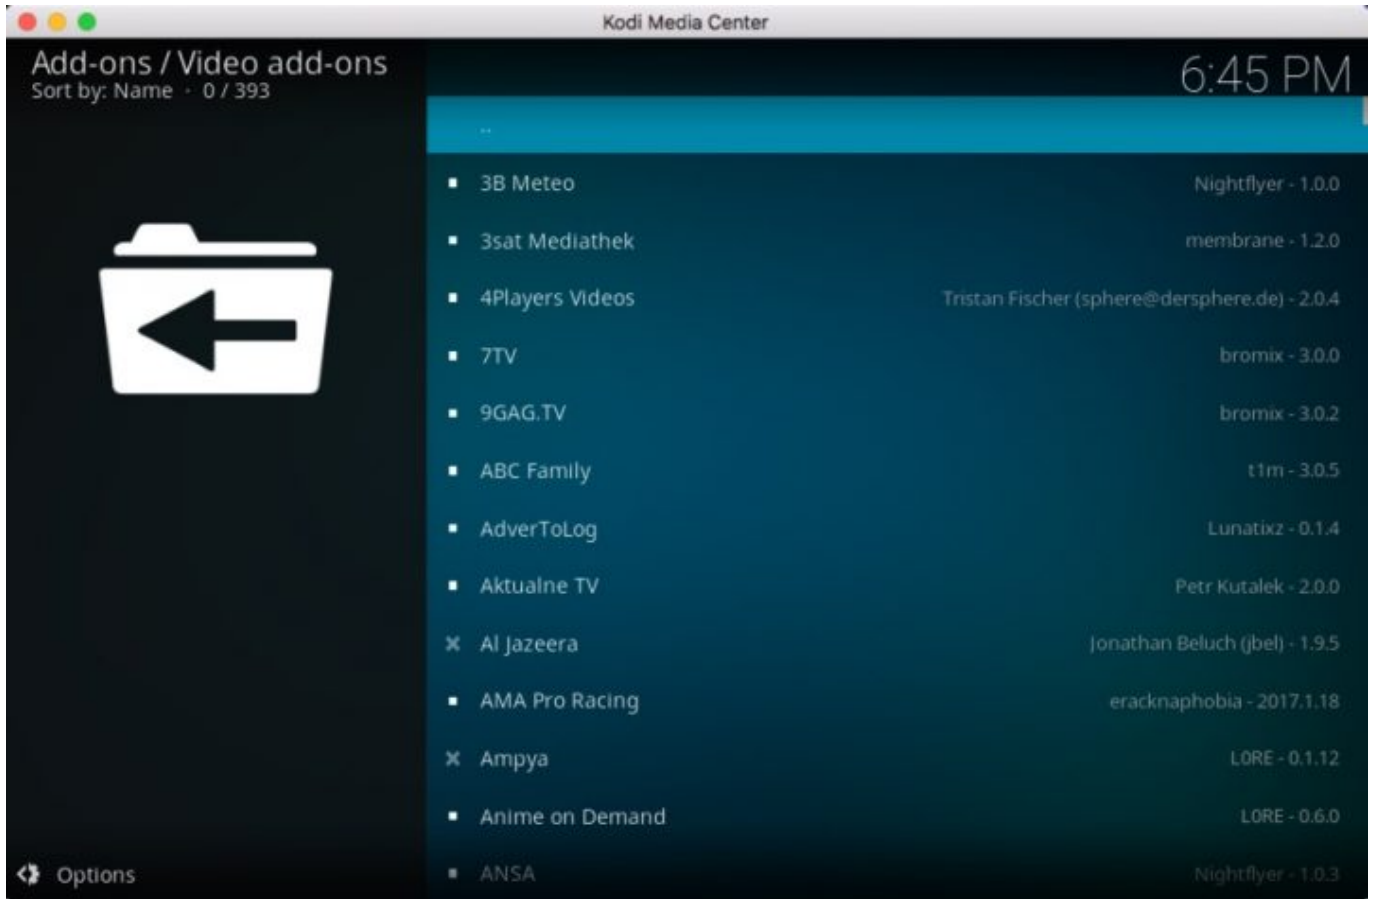 Kodi Media Center
Add-ons / Video add-ons
Sort by: Name · 0 / 393
6:45 PM
..
3B Meteo Nightflyer - 1.0.0
3sat Mediathek membrane - 1.2.0
4Players Videos Tristan Fischer (sphere@dersphere.de) - 2.0.4
7TV bromix - 3.0.0
9GAG.TV bromix - 3.0.2
ABC Family t1m - 3.0.5
AdverToLog Lunatixz - 0.1.4
Aktualne TV Petr Kutalek - 2.0.0
Al Jazeera Jonathan Beluch (jbel) - 1.9.5
AMA Pro Racing eracknaphobia - 2017.1.18
Ampya L0RE - 0.1.12
Anime on Demand L0RE - 0.6.0
ANSA Nightflyer - 1.0.3
Options